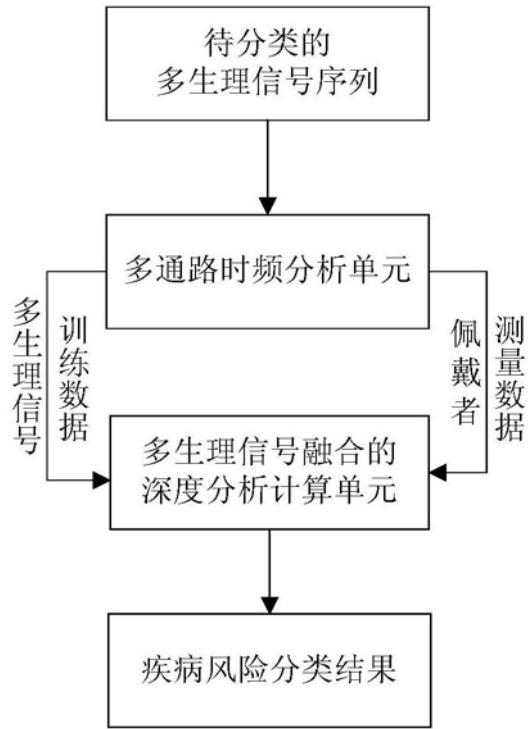 待分类的
多生理信号序列
多通路时频分析单元
多生理信号
训练数据
佩戴者
测量数据
多生理信号融合的
深度分析计算单元
疾病风险分类结果